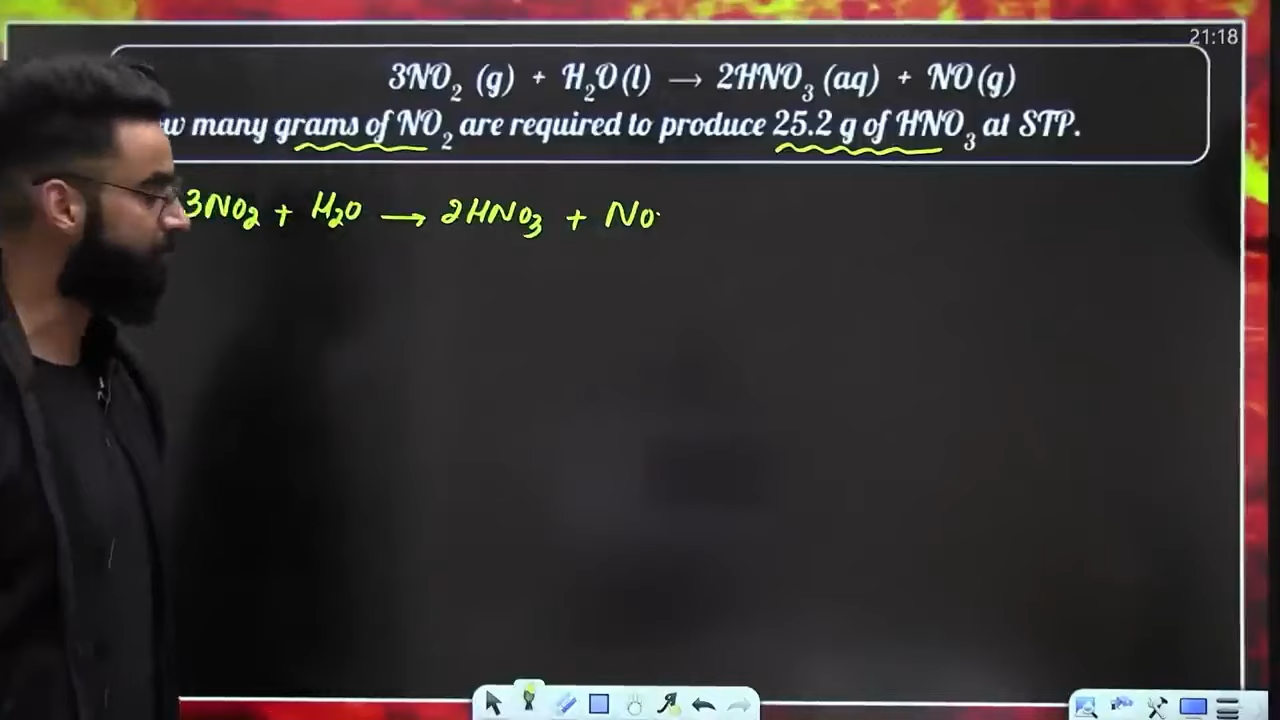 21:18
3NO₂ (g) + H₂O(l) → 2HNO₃ (aq) + NO(g)
many grams of NO₂ are required to produce 25.2 g of HNO₃ at STP.
3NO₂ + H₂O → 2HNO₃ + NO